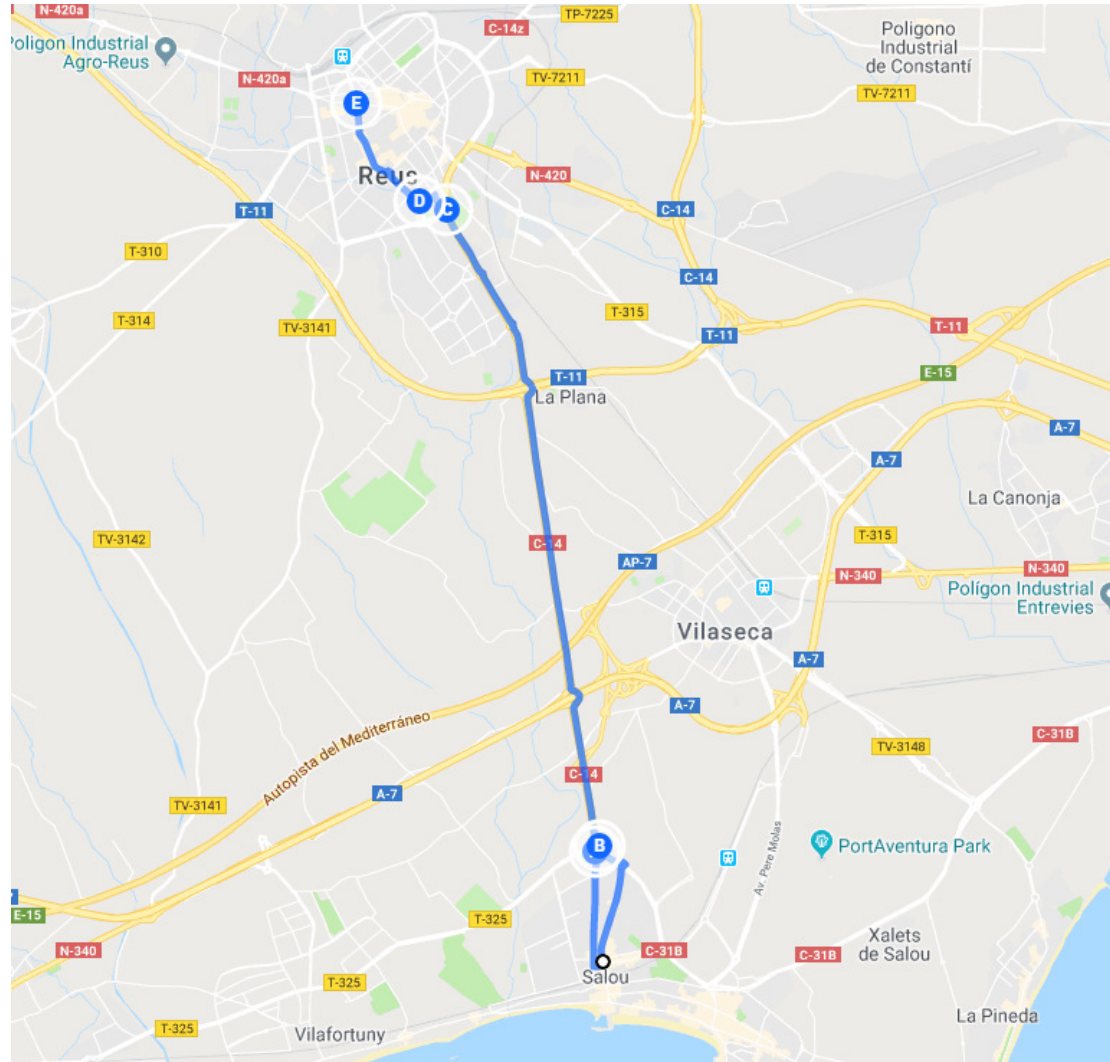 N-420a
TP-7225
C-14z
Poligon Industrial
Agro-Reus
Poligono
Industrial
de Constantí
N-420a
TV-7211
TV-7211
E
Reus
D
C
N-420
T-11
C-14
T-310
C-14
T-314
TV-3141
T-315
T-11
T-11
E-15
T-11
La Plana
A-7
A-7
La Canonja
TV-3142
C-14
T-315
AP-7
N-340
N-340
Polígon Industrial
Entrevies
Vilaseca
A-7
A-7
Autopista del Mediterráneo
C-31B
TV-3148
C-14
A-7
TV-3141
Av. Pere Molas
B
PortAventura Park
E-15
T-325
N-340
C-31B
Xalets
de Salou
C-31B
Salou
T-325
La Pineda
T-325
Vilafortuny